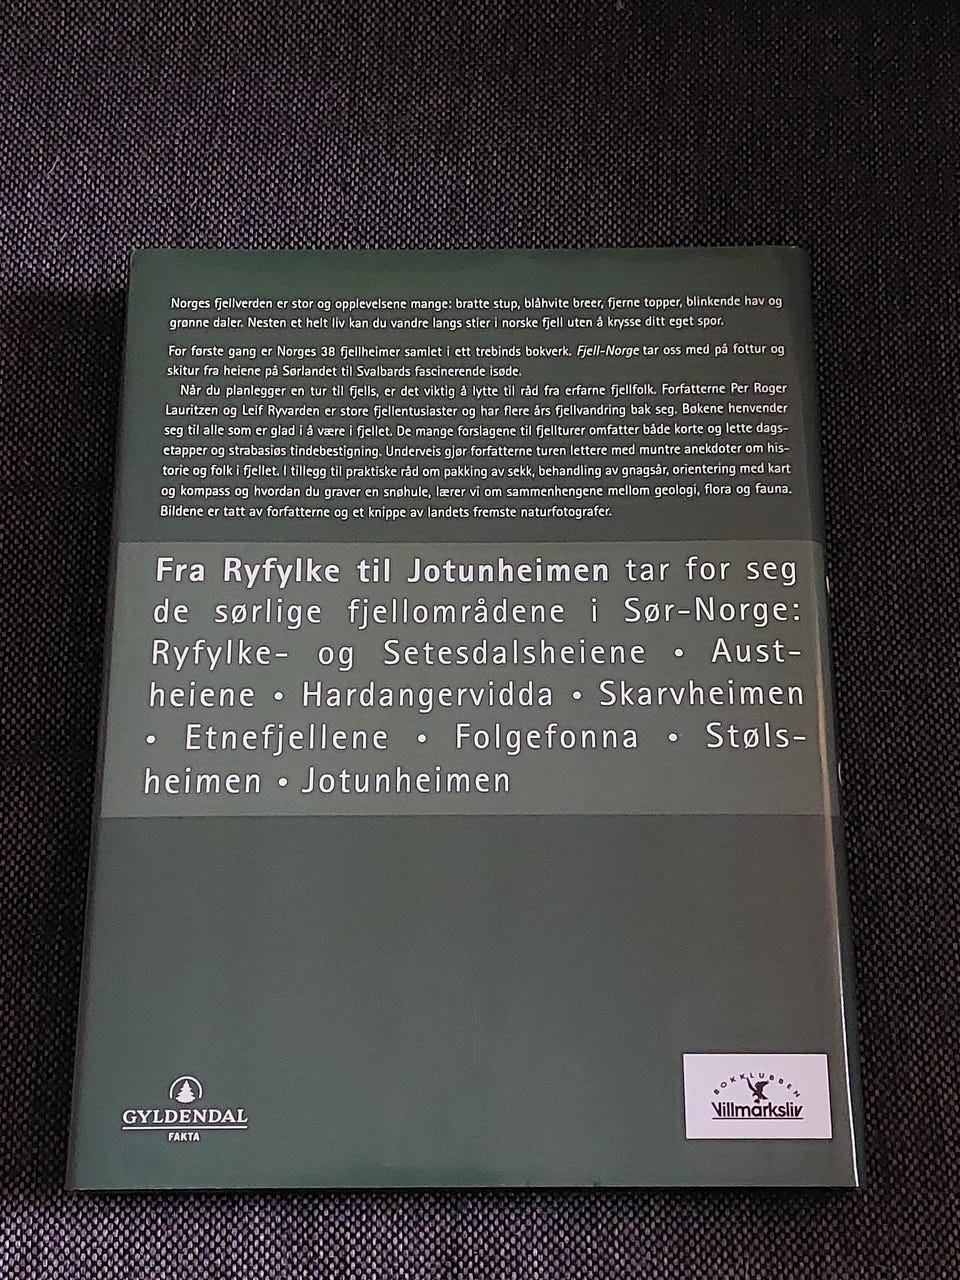 Norges fjellverden er stor og opplevelsene mange: bratte stup, blåhvite breer, fjerne topper, blinkende hav og
grønne daler. Nesten et helt liv kan du vandre langs stier i norske fjell uten å krysse ditt eget spor.
For første gang er Norges 38 fjellheimer samlet i ett trebinds bokverk. Fjell-Norge tar oss med på fottur og
skitur fra heiene på Sørlandet til Svalbards fascinerende isøde.
Når du planlegger en tur til fjells, er det viktig å lytte til råd fra erfarne fjellfolk. Forfatterne Per Roger
Lauritzen og Leif Ryvarden er store fjellentusiaster og har flere års fjellvandring bak seg. Bøkene henvender
seg til alle som er glad i å være i fjellet. De mange forslagene til fjellturer omfatter både korte og lette dags-
etapper og strabasiøs tindebestigning. Underveis gjør forfatterne turen lettere med muntre anekdoter om his-
torie og folk i fjellet. I tillegg til praktiske råd om pakking av sekk, behandling av gnagsår, orientering med kart
og kompass og hvordan du graver en snøhule, lærer vi om sammenhengene mellom geologi, flora og fauna.
Bildene er tatt av forfatterne og et knippe av landets fremste naturfotografer.
Fra Ryfylke til Jotunheimen tar for seg
de sørlige fjellområdene i Sør-Norge:
Ryfylke- og Setesdalsheiene • Aust-
heiene • Hardangervidda • Skarvheimen
• Etnefjellene • Folgefonna • Støls-
heimen • Jotunheimen
GYLDENDAL
FAKTA
BOKKLUBBEN
Villmarksliv